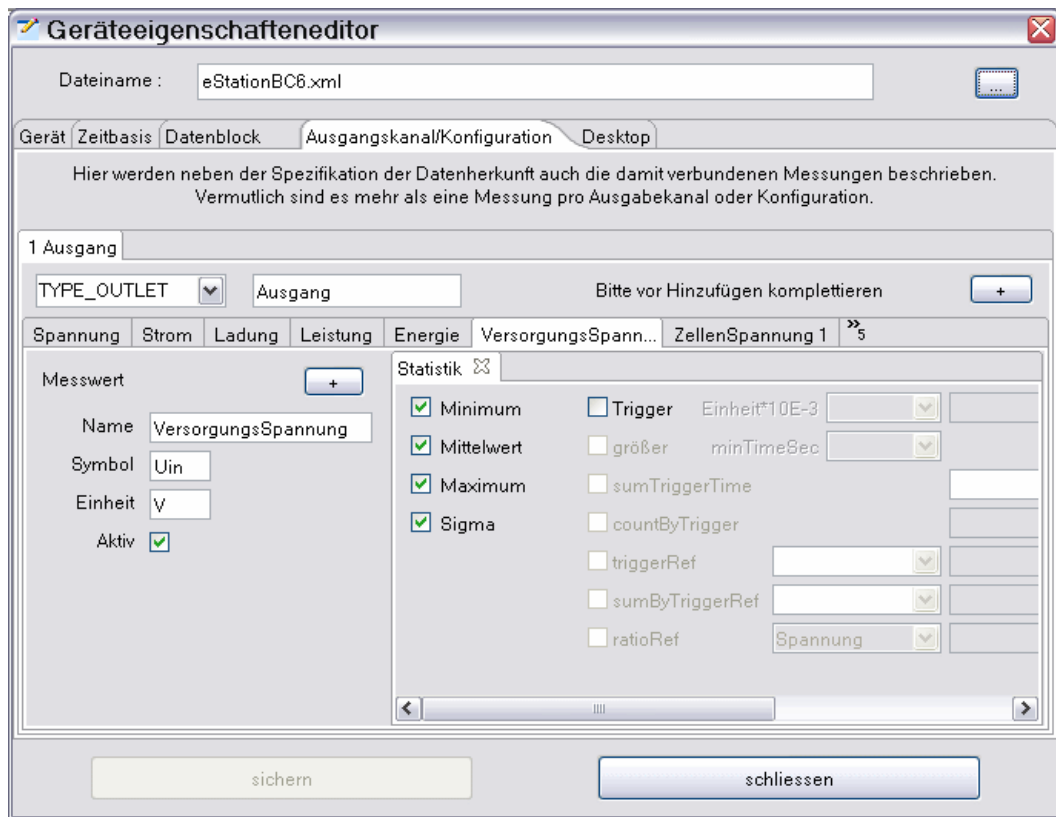 Geräteeigenschafteneditor
Dateiname : eStationBC6.xml ...
Gerät Zeitbasis Datenblock Ausgangskanal/Konfiguration Desktop
Hier werden neben der Spezifikation der Datenherkunft auch die damit verbundenen Messungen beschrieben.
Vermutlich sind es mehr als eine Messung pro Ausgabekanal oder Konfiguration.
1 Ausgang
TYPE_OUTLET Ausgang Bitte vor Hinzufügen komplettieren +
Spannung Strom Ladung Leistung Energie VersorgungsSpann... ZellenSpannung 1 »5
Messwert +
Name VersorgungsSpannung
Symbol Uin
Einheit V
Aktiv
Statistik
Minimum Trigger Einheit*10E-3
Mittelwert größer minTimeSec
Maximum sumTriggerTime
Sigma countByTrigger
triggerRef
sumByTriggerRef
ratioRef Spannung
sichern schliessen